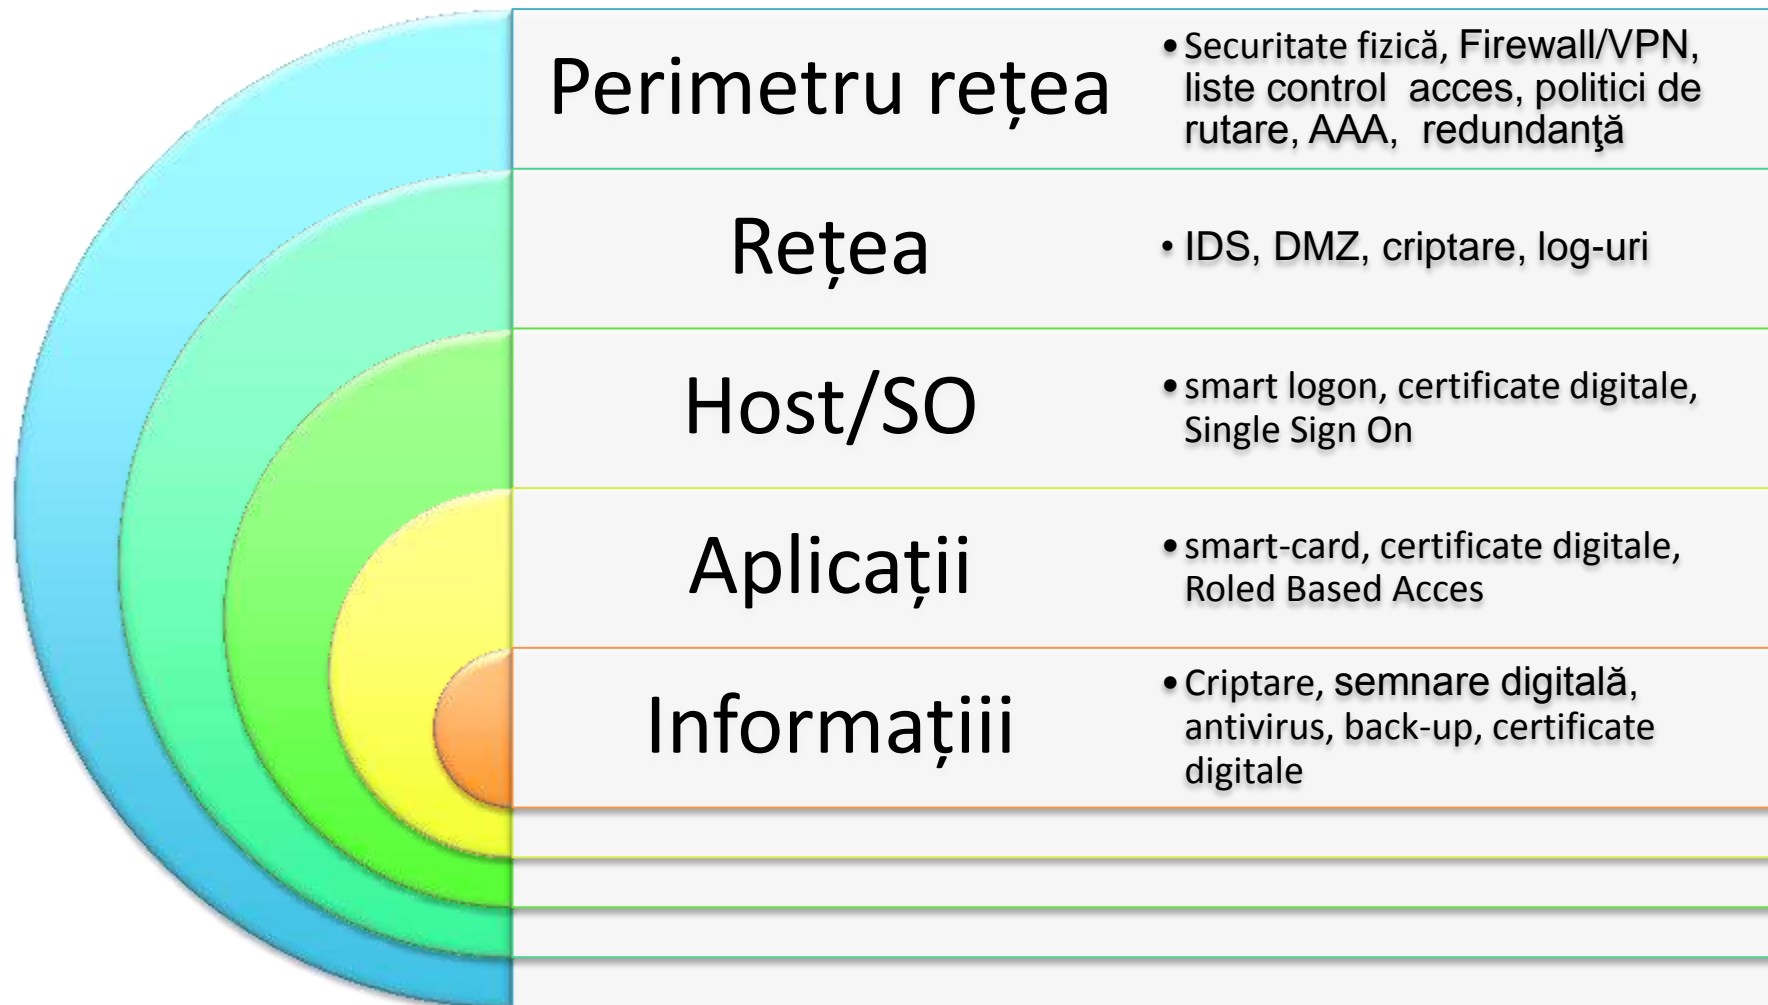 Perimetru rețea
• Securitate fizică, Firewall/VPN,
liste control acces, politici de
rutare, AAA, redundanţă
Rețea
• IDS, DMZ, criptare, log-uri
Host/SO
• smart logon, certificate digitale,
Single Sign On
Aplicații
• smart-card, certificate digitale,
Roled Based Acces
Informațiii
• Criptare, semnare digitală,
antivirus, back-up, certificate
digitale